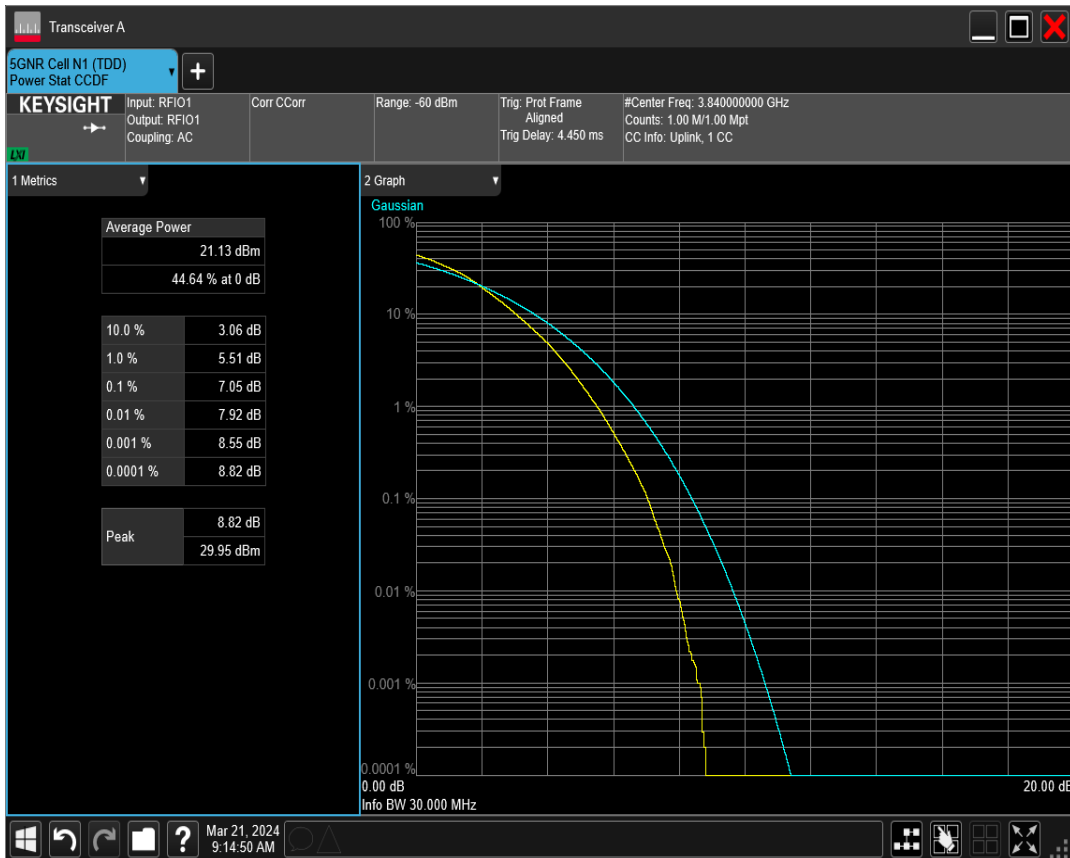 Transceiver A
5GNR Cell N1 (TDD)
Power Stat CCDF
KEYSIGHT
LXI
Input: RFIO1
Output: RFIO1
Coupling: AC
Corr CCorr
Range: -60 dBm
Trig: Prot Frame
Aligned
Trig Delay: 4.450 ms
#Center Freq: 3.840000000 GHz
Counts: 1.00 M/1.00 Mpt
CC Info: Uplink, 1 CC
1 Metrics
Average Power
21.13 dBm
44.64 % at 0 dB
10.0 % 3.06 dB
1.0 % 5.51 dB
0.1 % 7.05 dB
0.01 % 7.92 dB
0.001 % 8.55 dB
0.0001 % 8.82 dB
Peak
8.82 dB
29.95 dBm
2 Graph
Gaussian
100 %
10 %
1 %
0.1 %
0.01 %
0.001 %
0.0001 %
0.00 dB 20.00 dB
Info BW 30.000 MHz
?
Mar 21, 2024
9:14:50 AM